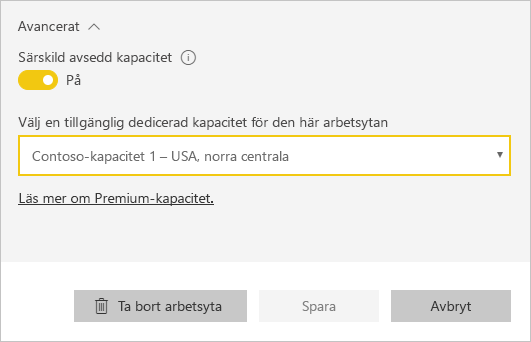 Avancerat
Särskild avsedd kapacitet
På
Välj en tillgänglig dedicerad kapacitet för den här arbetsytan
Contoso-kapacitet 1 – USA, norra centrala
Läs mer om Premium-kapacitet.
Ta bort arbetsyta
Spara
Avbryt